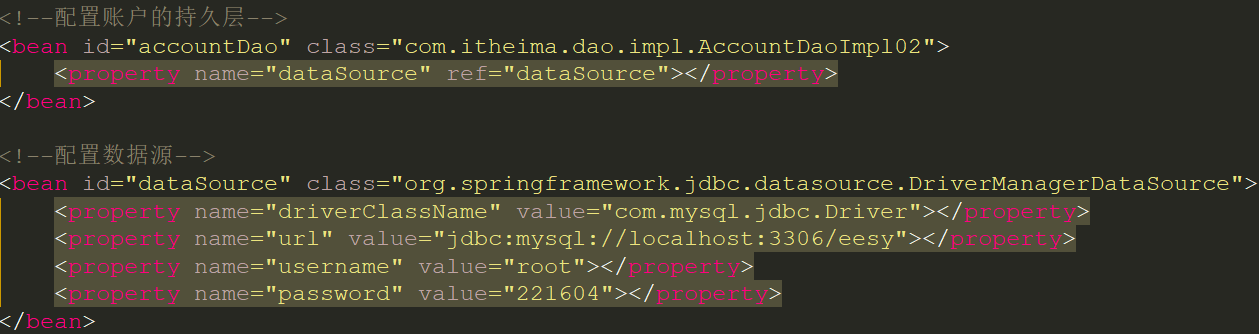 <!--配置账户的持久层-->
<bean id="accountDao" class="com.itheima.dao.impl.AccountDaoImpl02">
    <property name="dataSource" ref="dataSource"></property>
</bean>

<!--配置数据源-->
<bean id="dataSource" class="org.springframework.jdbc.datasource.DriverManagerDataSource">
    <property name="driverClassName" value="com.mysql.jdbc.Driver"></property>
    <property name="url" value="jdbc:mysql://localhost:3306/eesy"></property>
    <property name="username" value="root"></property>
    <property name="password" value="221604"></property>
</bean>